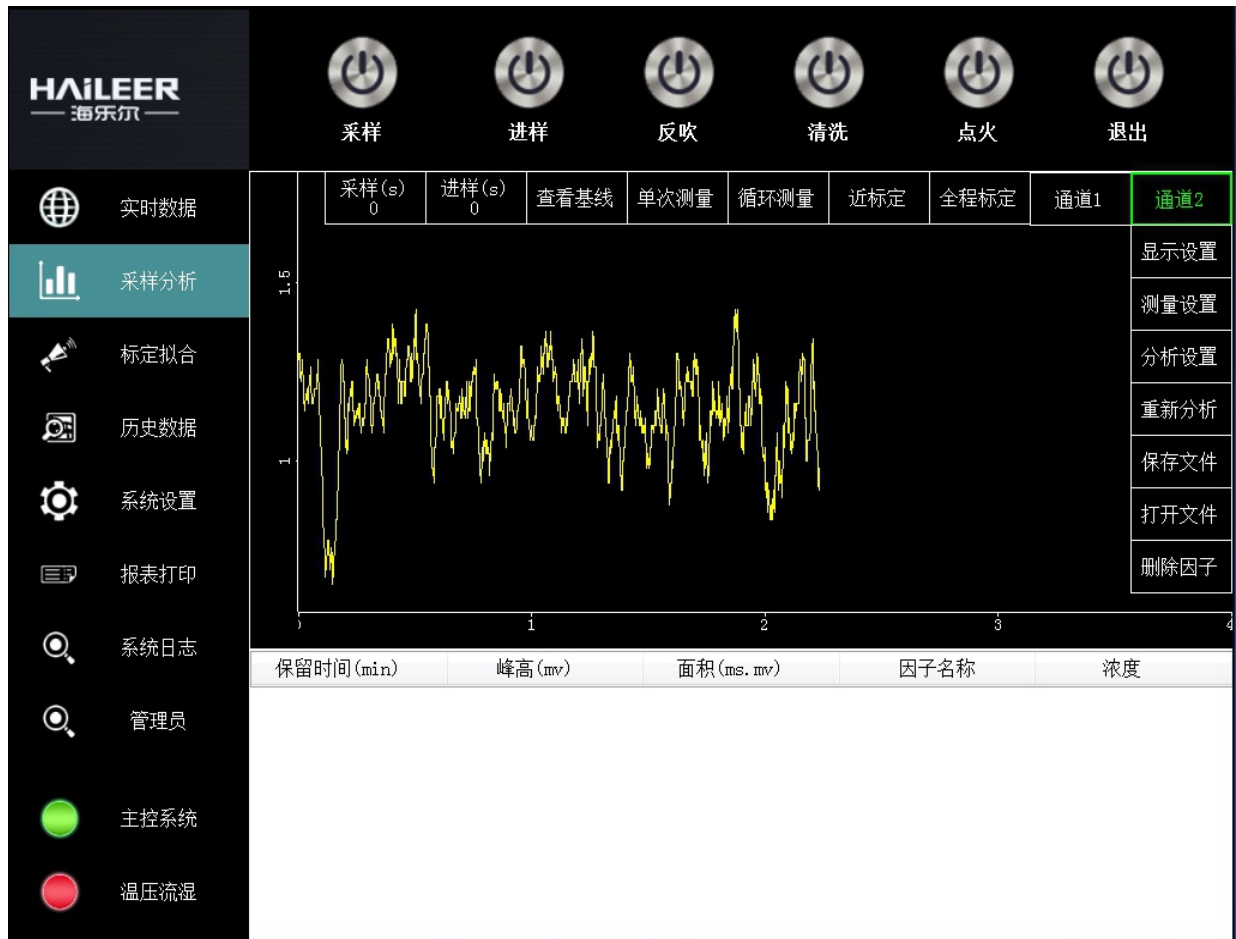 HAiLEER
海乐尔
采样
进样
反吹
清洗
点火
退出
实时数据
采样分析
标定拟合
历史数据
系统设置
报表打印
系统日志
管理员
主控系统
温压流湿
采样(s)
0
进样(s)
0
查看基线
单次测量
循环测量
近标定
全程标定
通道1
通道2
显示设置
测量设置
分析设置
重新分析
保存文件
打开文件
删除因子
1.5
1
1
2
3
4
保留时间(min)
峰高(mv)
面积(ms.mv)
因子名称
浓度